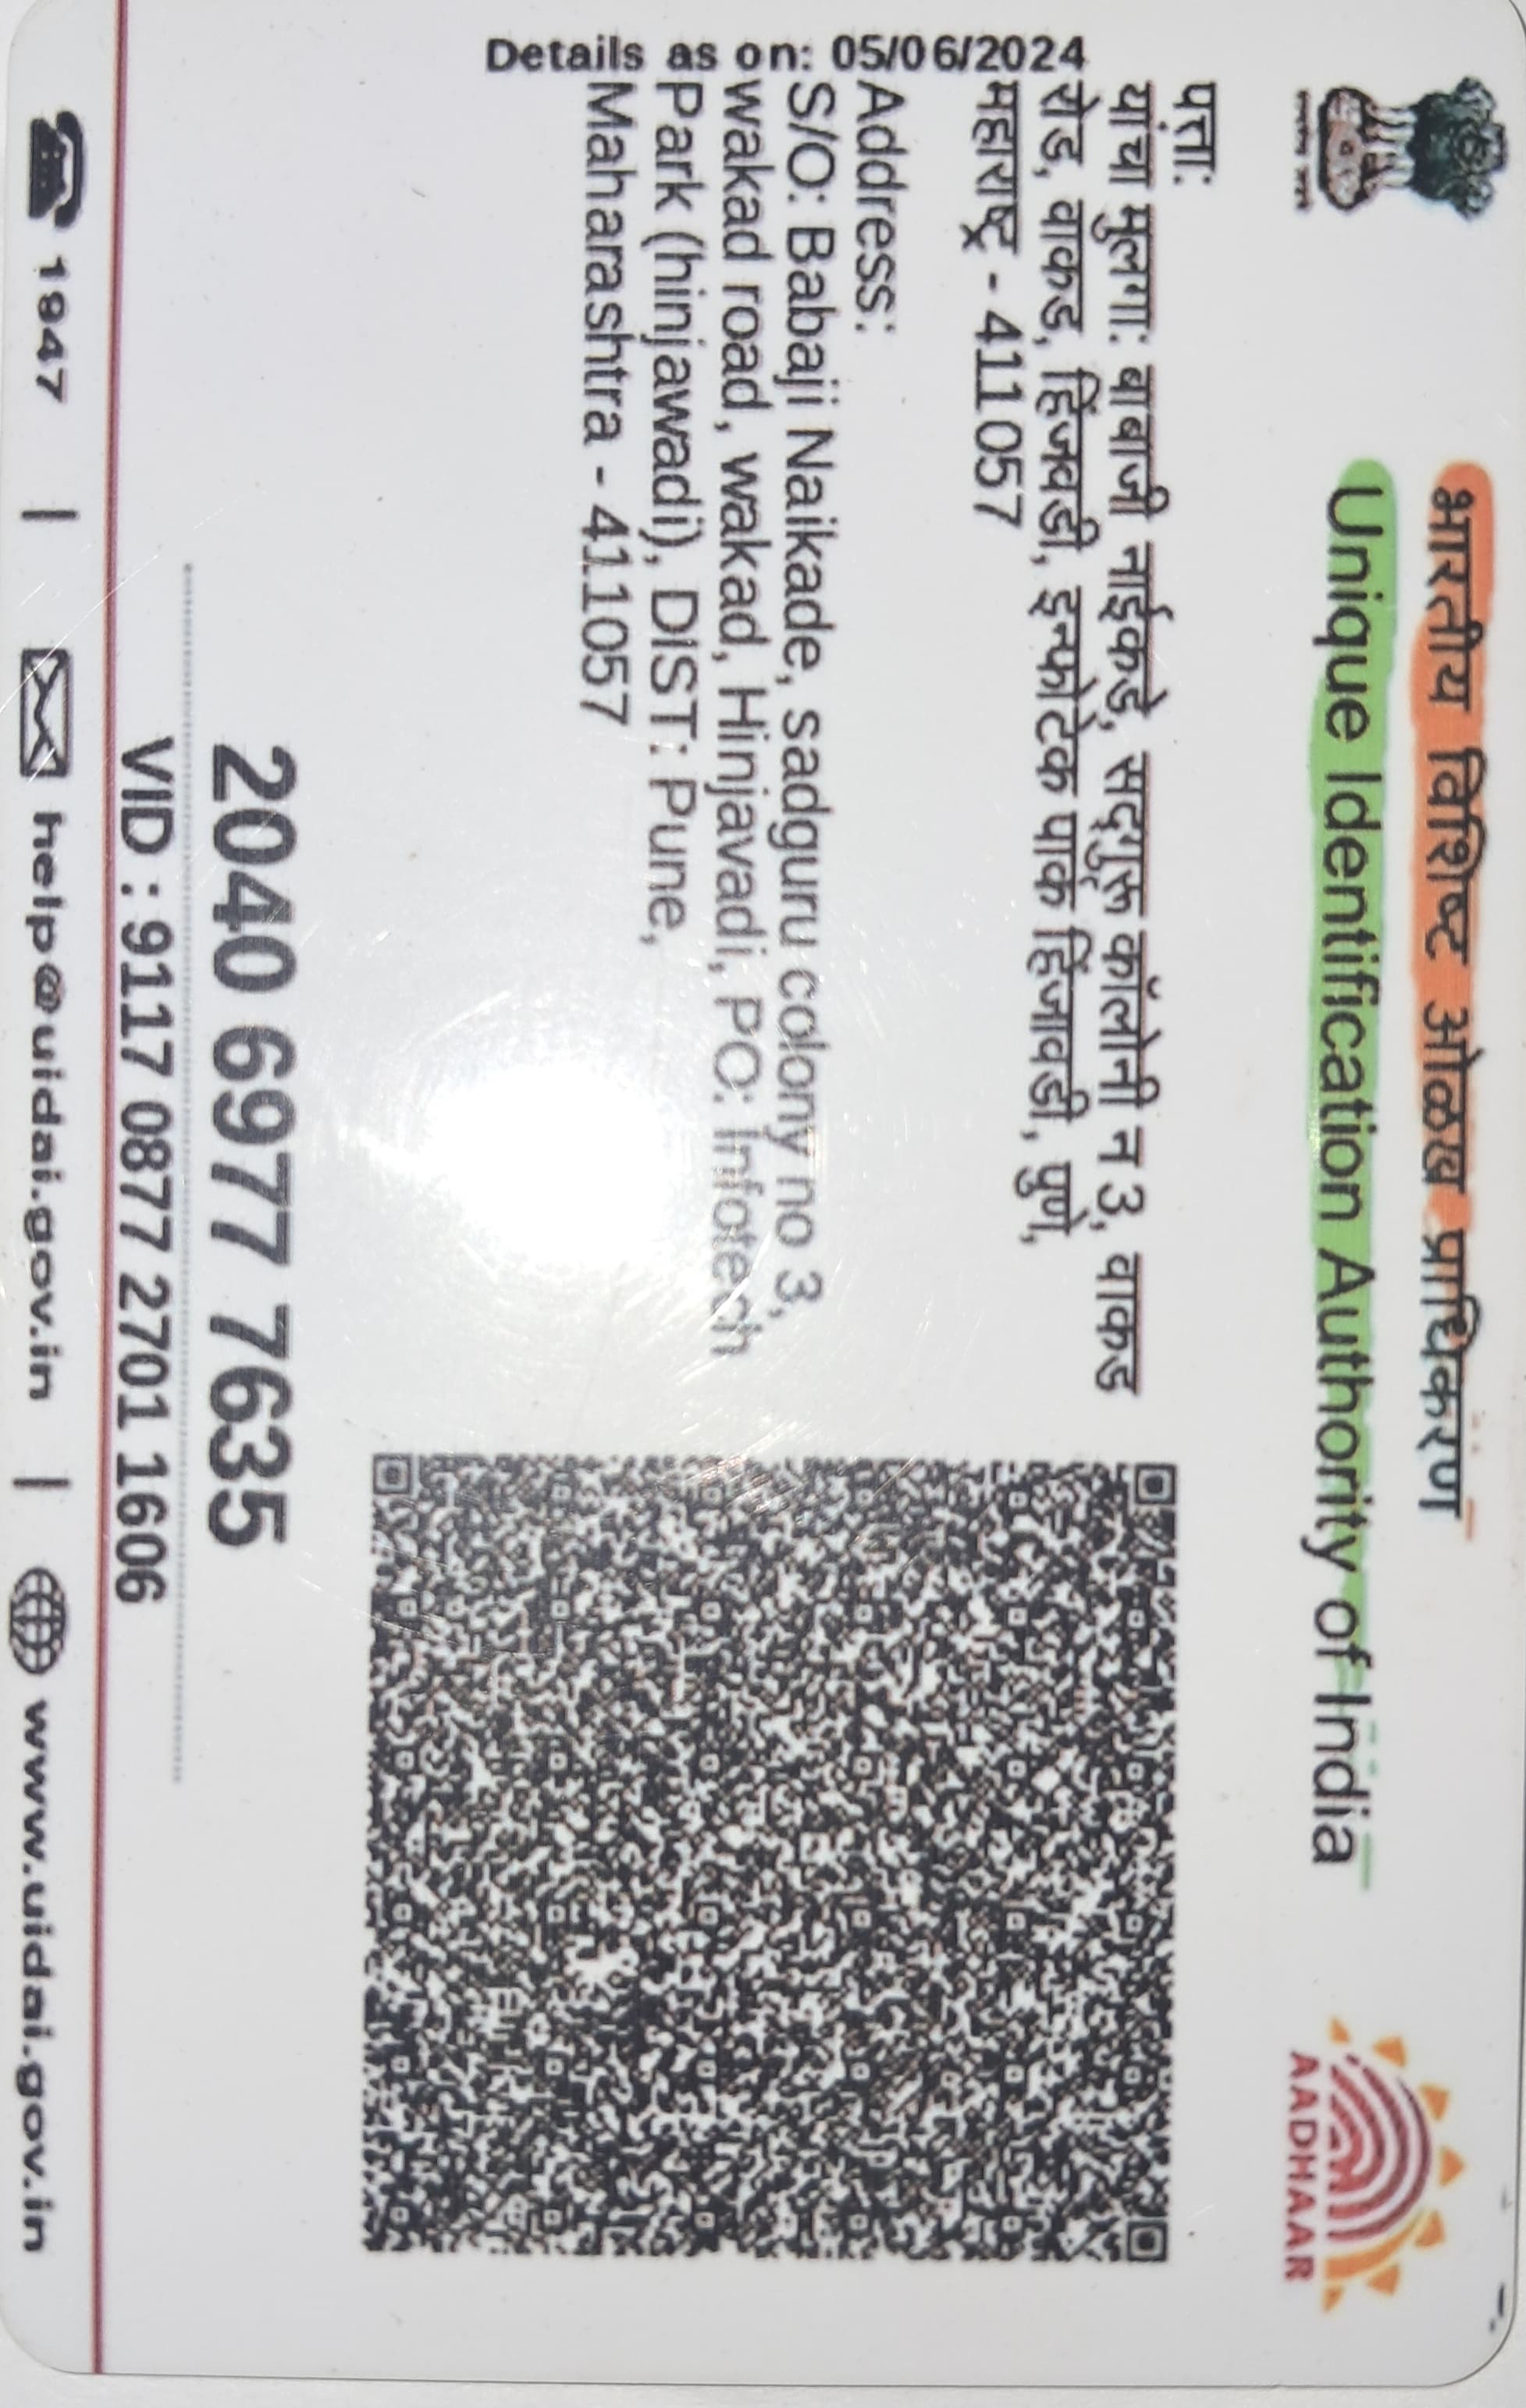 भारतीय विशिष्ट ओळख प्राधिकरण
Unique Identification Authority of India
AADHAAR
पत्ता:
यांचा मुलगा: बाबाजी नाईकडे, सद्गुरू कॉलोनी न 3, वाकड
रोड, वाकड, हिंजवडी, इन्फोटेक पार्क हिंजावडी, पुणे,
महाराष्ट्र - 411057
Address:
S/O: Babaji Naikade, sadguru colony no 3,
wakad road, wakad, Hinjavadi, PO: Infotech
Park (hinjawadi), DIST: Pune,
Maharashtra - 411057
Details as on: 05/06/2024
2040 6977 7635
VID : 9117 0877 2701 1606
1947 | help@uidai.gov.in | www.uidai.gov.in